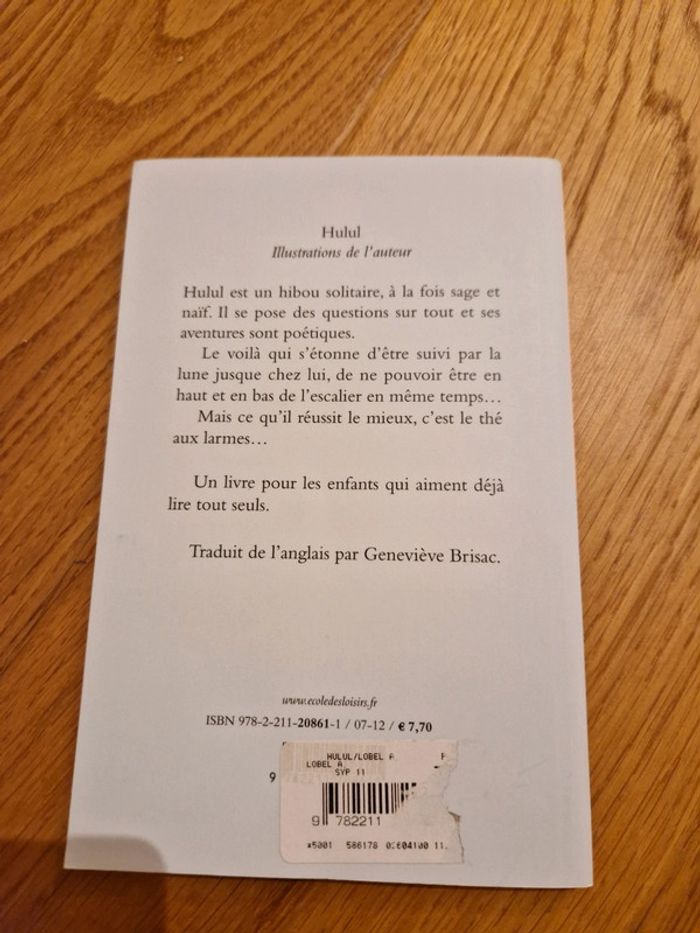 Hulul
Illustrations de l'auteur
Hulul est un hibou solitaire, à la fois sage et
naïf. Il se pose des questions sur tout et ses
aventures sont poétiques.
Le voilà qui s'étonne d'être suivi par la
lune jusque chez lui, de ne pouvoir être en
haut et en bas de l'escalier en même temps...
Mais ce qu'il réussit le mieux, c'est le thé
aux larmes...
Un livre pour les enfants qui aiment déjà
lire tout seuls.
Traduit de l'anglais par Geneviève Brisac.
www.ecoledesloisirs.fr
ISBN 978-2-211-20861-1 / 07-12 / € 7,70
HULUL/LOBEL A
LOBEL A.
SYP 11
9
9 782211
*5001 586178 11.